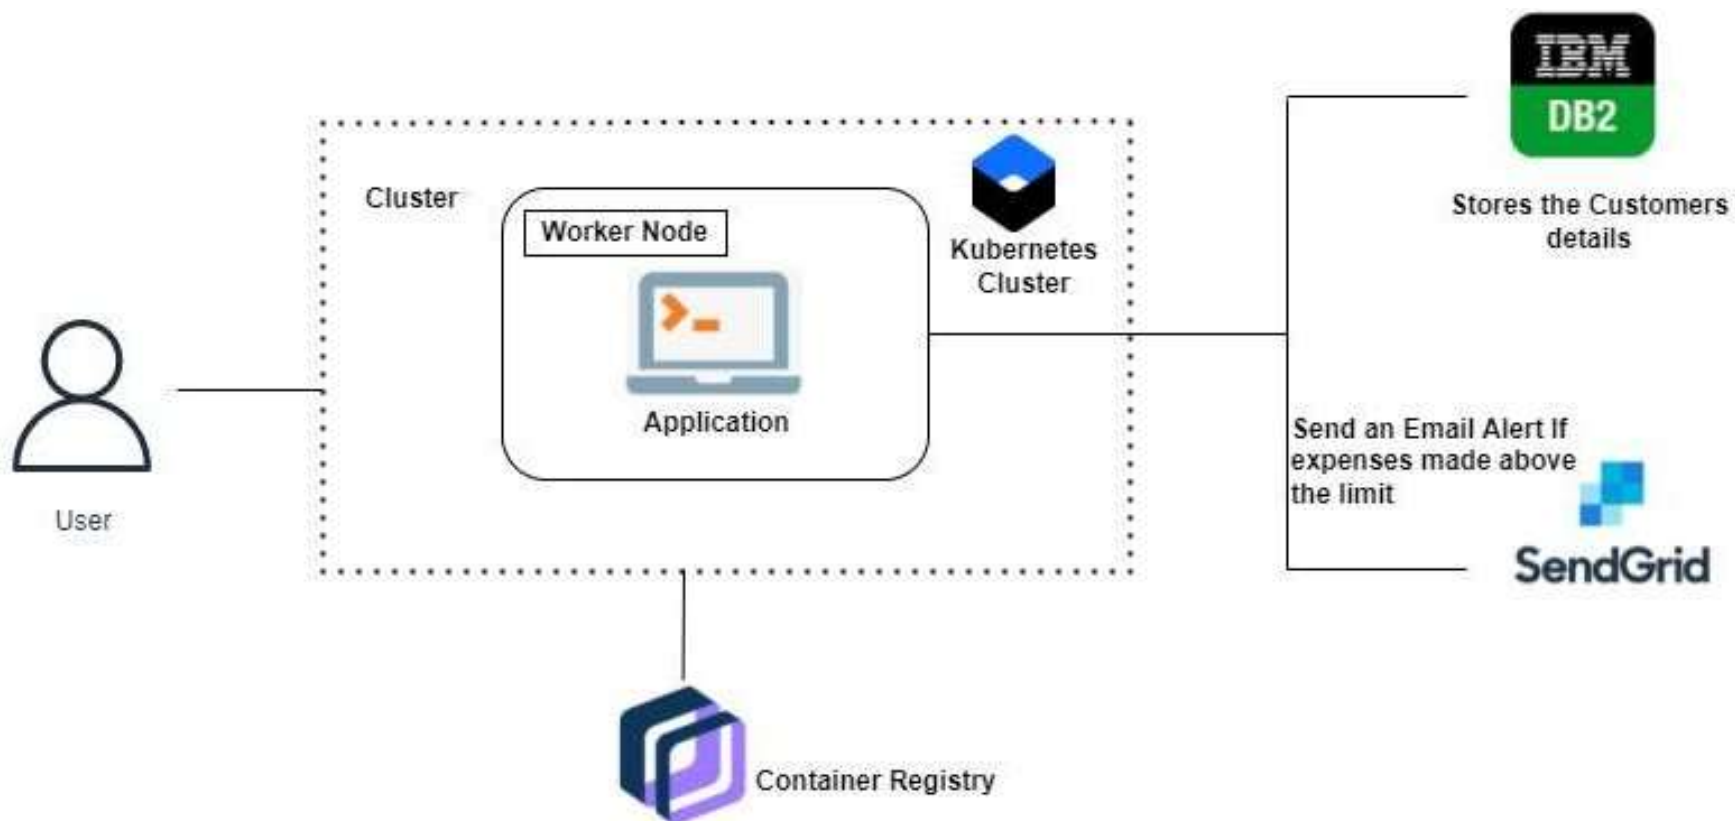 IBM
DB2
Stores the Customers
details
Cluster
Worker Node
Kubernetes
Cluster
Application
User
Send an Email Alert If
expenses made above
the limit
SendGrid
Container Registry